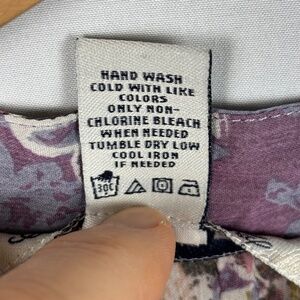 HAND WASH
COLD WITH LIKE
COLORS
ONLY NON-
CHLORINE BLEACH
WHEN NEEDED
TUMBLE DRY LOW
COOL IRON
IF NEEDED
30C